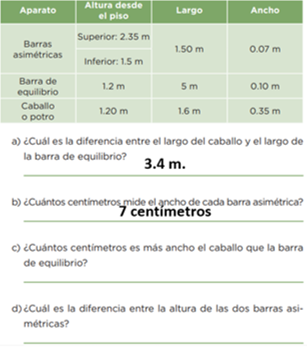 Aparato Altura desde el piso Largo Ancho
Barras asimétricas Superior: 2.35 m 1.50 m 0.07 m
Inferior: 1.5 m
Barra de equilibrio 1.2 m 5 m 0.10 m
Caballo o potro 1.20 m 1.6 m 0.35 m
a) ¿Cuál es la diferencia entre el largo del caballo y el largo de
la barra de equilibrio? 3.4 m.
b) ¿Cuántos centímetros mide el ancho de cada barra asimétrica?
7 centímetros
c) ¿Cuántos centímetros es más ancho el caballo que la barra
de equilibrio?
d) ¿Cuál es la diferencia entre la altura de las dos barras asi-
métricas?